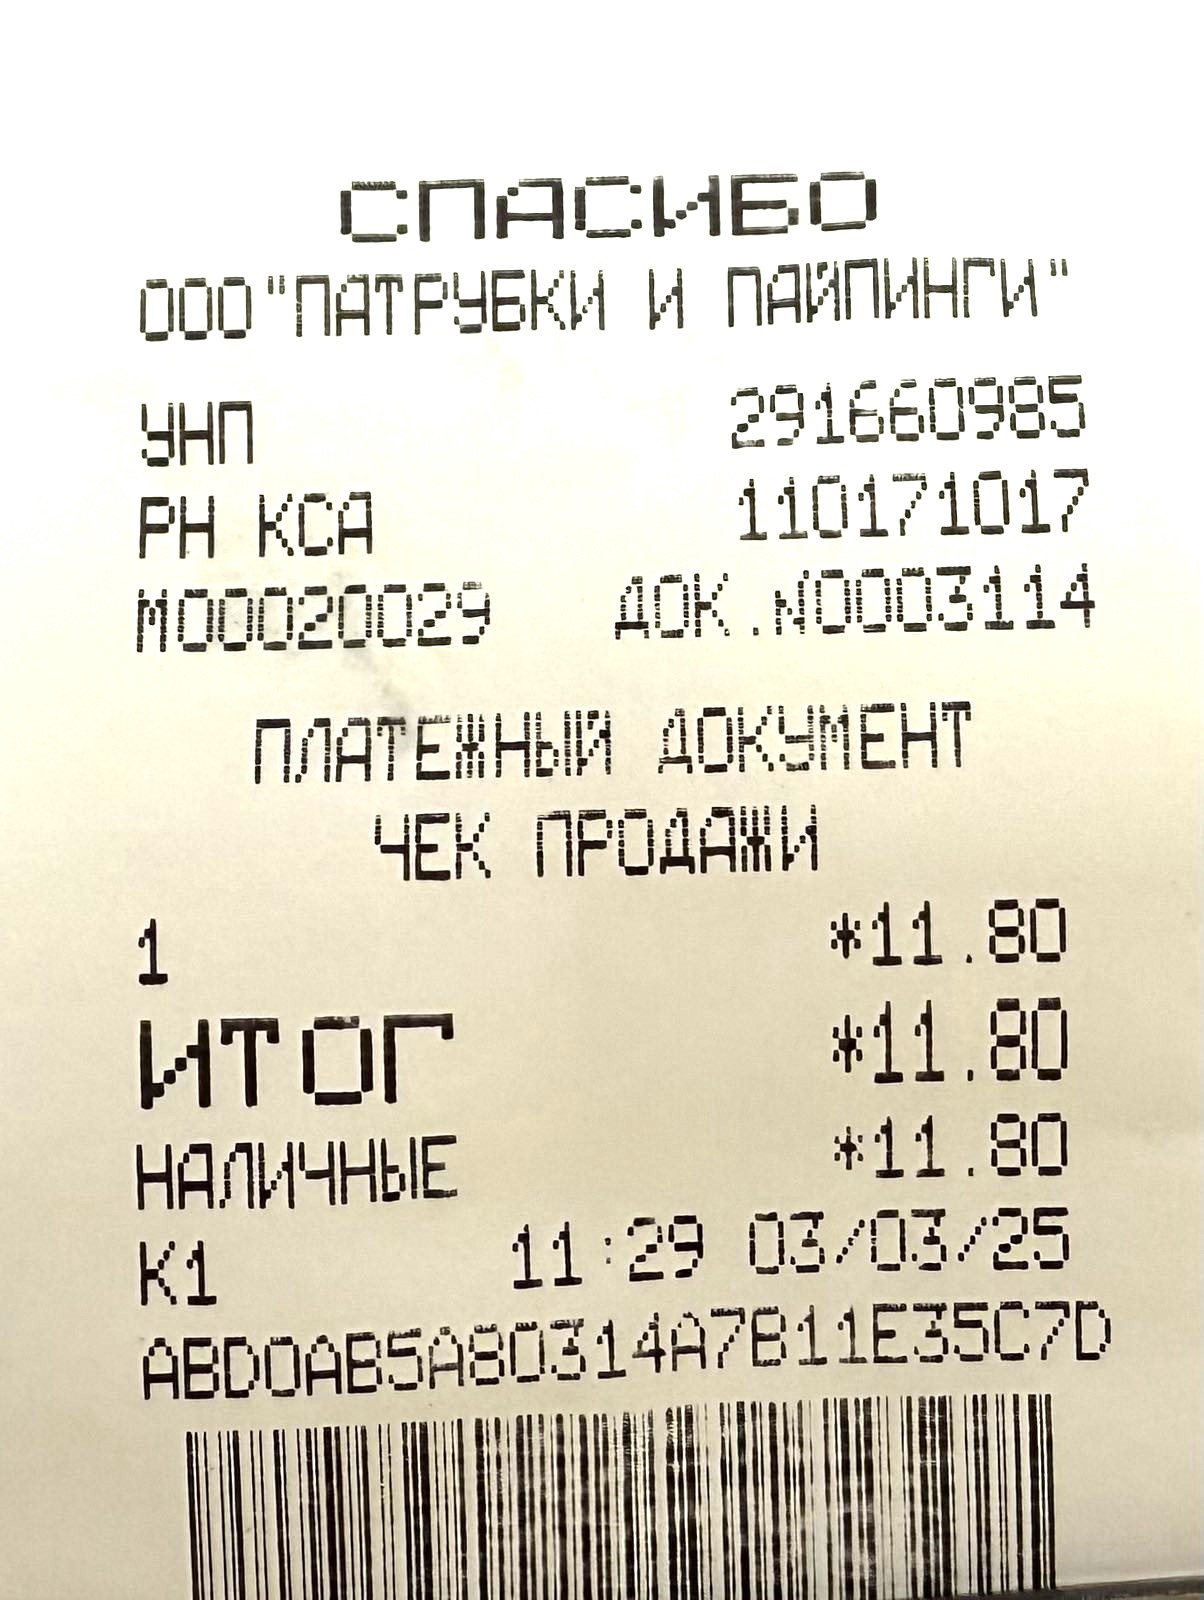 СПАСИБО
ООО"ПАТРУБКИ И ПАЙПИНГИ"
УНП 291660985
РН КСА 110171017
М00020029 ДОК.N0003114
ПЛАТЕЖНЫЙ ДОКУМЕНТ
ЧЕК ПРОДАЖИ
1 *11.80
ИТОГ *11.80
НАЛИЧНЫЕ *11.80
К1 11:29 03/03/25
ABD0AB5A80314A7B11E35C7D